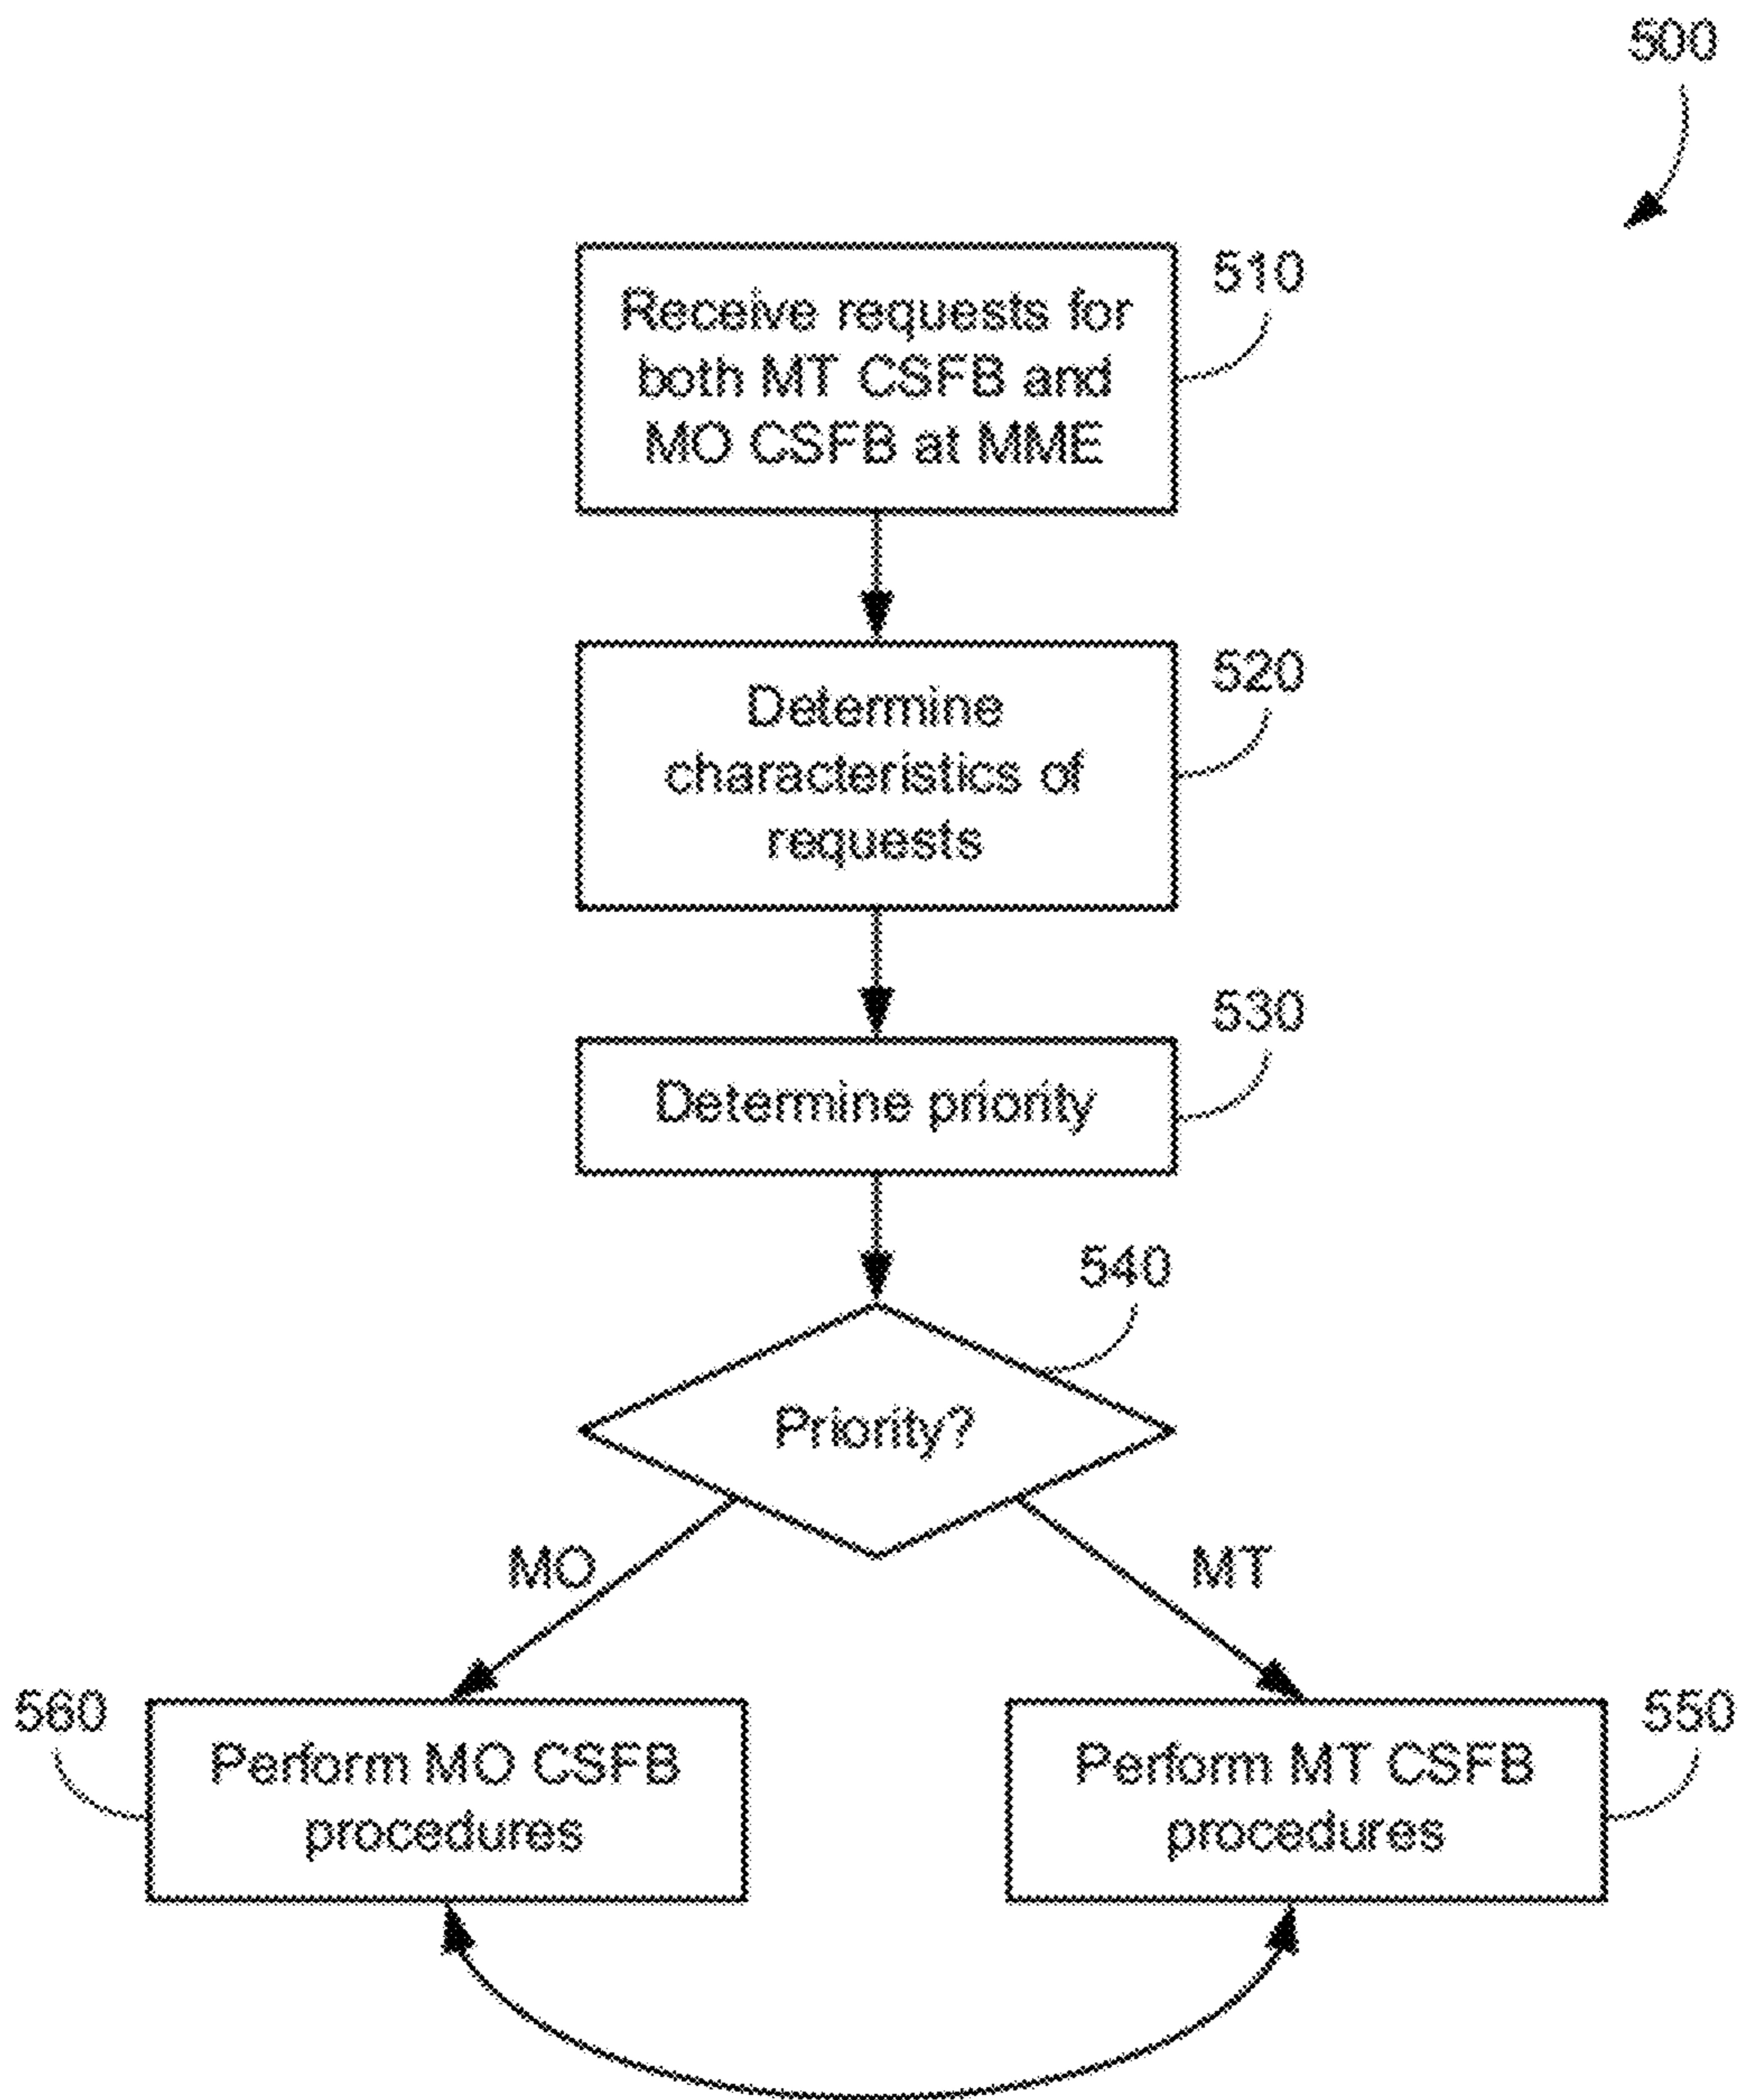 500
510
Receive requests for
both MT CSFB and
MO CSFB at MME
520
Determine
characteristics of
requests
530
Determine priority
540
Priority?
MO
MT
560
Perform MO CSFB
procedures
550
Perform MT CSFB
procedures